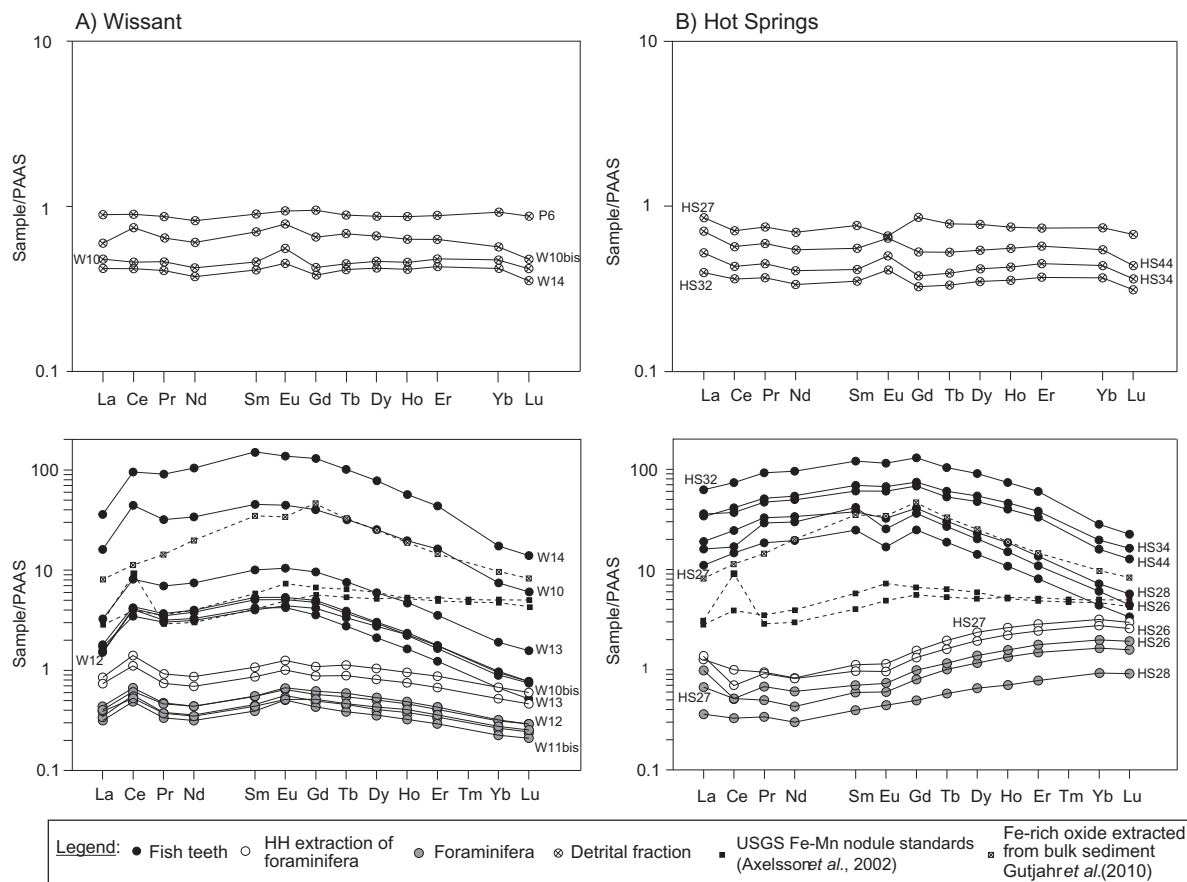 A) Wissant
B) Hot Springs
10
1
0.1
Sample/PAAS
P6
W10
W10bis
W14
La Ce Pr Nd Sm Eu Gd Tb Dy Ho Er Yb Lu
10
1
0.1
Sample/PAAS
HS27
HS32
HS44
HS34
La Ce Pr Nd Sm Eu Gd Tb Dy Ho Er Yb Lu
100
10
1
0.1
Sample/PAAS
W14
W10
W12
W10bis
W13
W12
W11bis
La Ce Pr Nd Sm Eu Gd Tb Dy Ho Er Tm Yb Lu
100
10
1
0.1
Sample/PAAS
HS32
HS34
HS44
HS27
HS28
HS26
HS27
HS26
HS26
HS27
HS28
La Ce Pr Nd Sm Eu Gd Tb Dy Ho Er Tm Yb Lu
Legend:
Fish teeth
HH extraction of
foraminifera
Foraminifera
Detrital fraction
USGS Fe-Mn nodule standards
(Axelsson et al., 2002)
Fe-rich oxide extracted
from bulk sediment
Gutjahr et al.(2010)